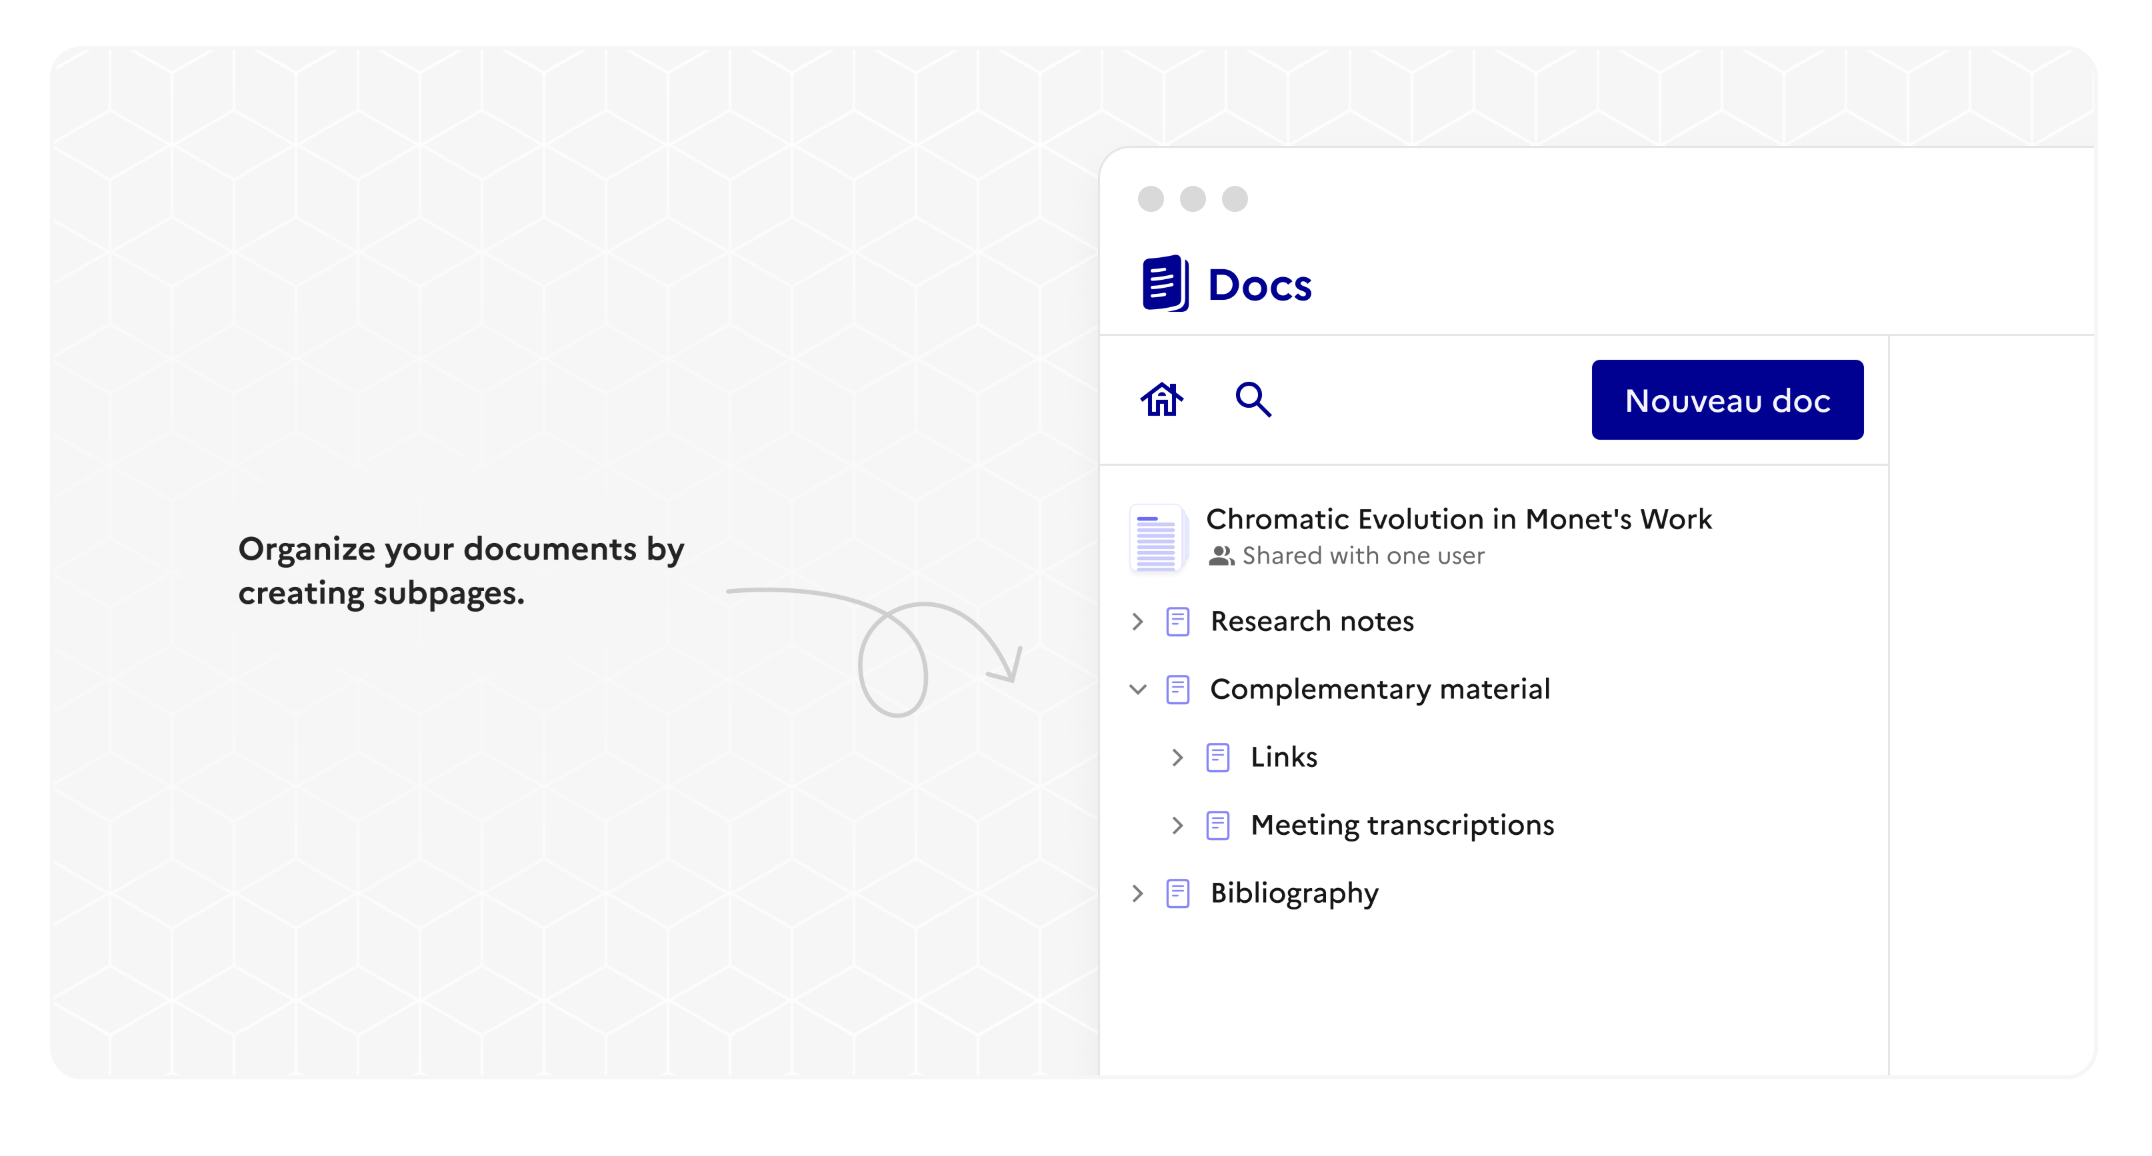 Organize your documents by
creating subpages.
Docs
Nouveau doc
Chromatic Evolution in Monet's Work
Shared with one user
Research notes
Complementary material
Links
Meeting transcriptions
Bibliography